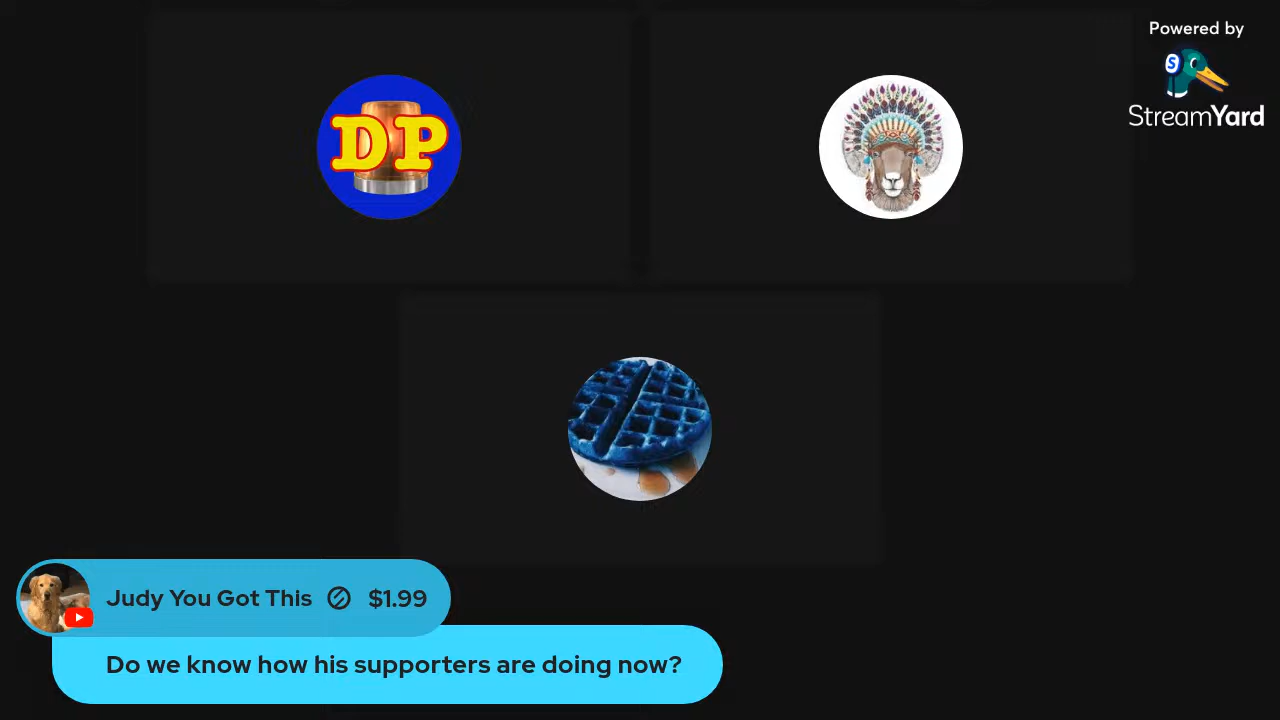 Powered by
S
StreamYard
DP
Judy You Got This $1.99
Do we know how his supporters are doing now?